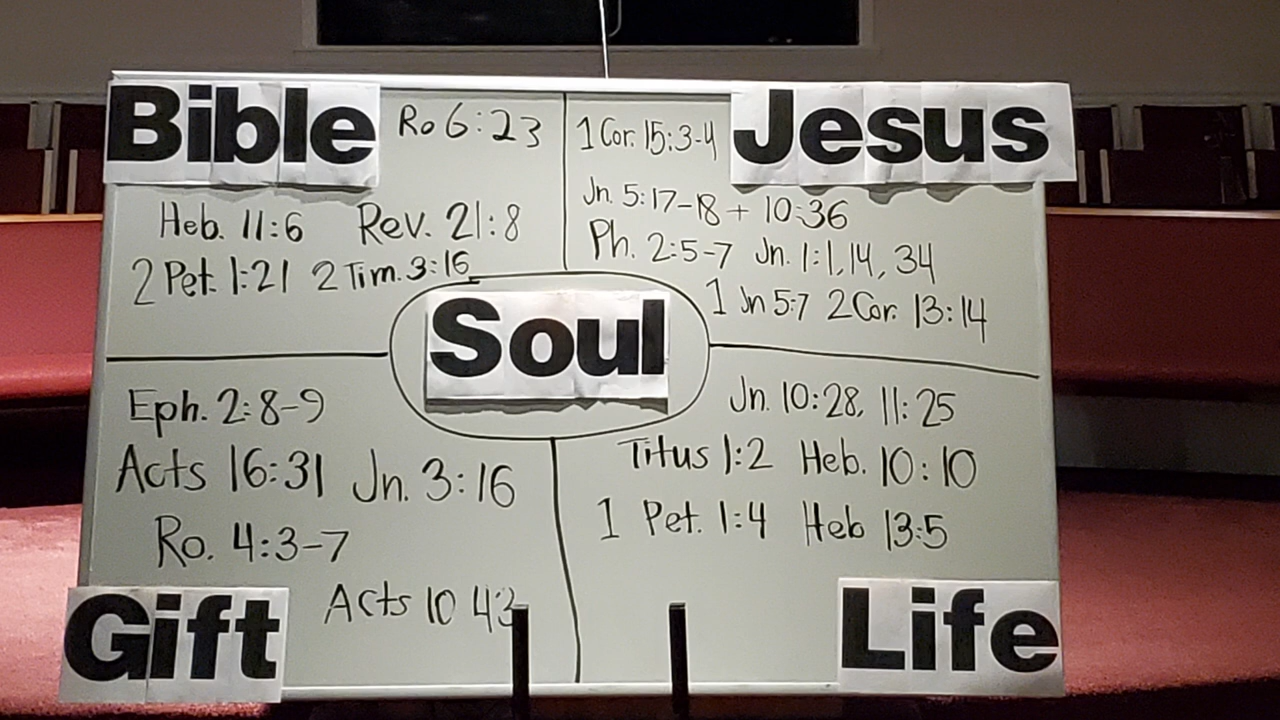 Bible Ro 6:23
Heb. 11:6 Rev. 21:8
2 Pet. 1:21 2 Tim. 3:16
1 Cor. 15:3-4 Jesus
Jn. 5:17-18 + 10:36
Ph. 2:5-7 Jn. 1:1,14, 34
1 Jn 5:7 2 Cor. 13:14
Soul
Eph. 2:8-9
Acts 16:31 Jn. 3:16
Ro. 4:3-7
Acts 10 43
Gift
Jn. 10:28, 11:25
Titus 1:2 Heb. 10:10
1 Pet. 1:4 Heb 13:5
Life